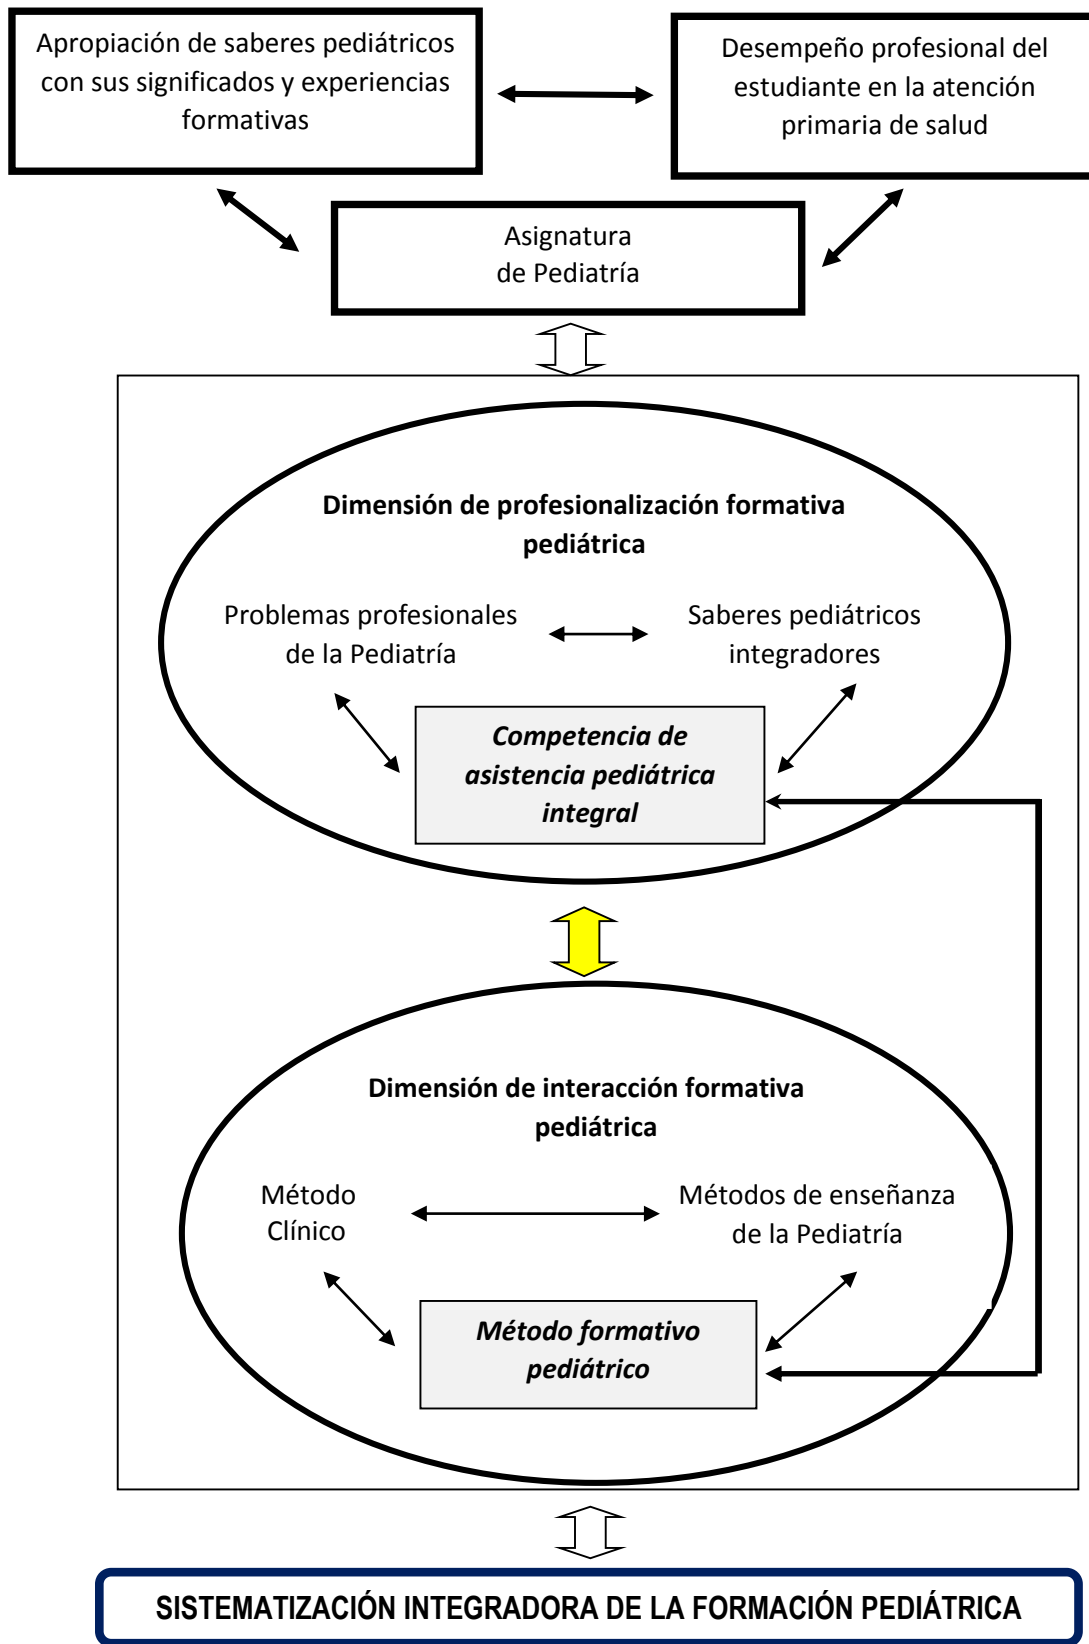 Apropiación de saberes pediátricos
con sus significados y experiencias
formativas
Desempeño profesional del
estudiante en la atención
primaria de salud
Asignatura
de Pediatría
Dimensión de profesionalización formativa
pediátrica
Problemas profesionales
de la Pediatría
Saberes pediátricos
integradores
Competencia de
asistencia pediátrica
integral
Dimensión de interacción formativa
pediátrica
Método
Clínico
Métodos de enseñanza
de la Pediatría
Método formativo
pediátrico
SISTEMATIZACIÓN INTEGRADORA DE LA FORMACIÓN PEDIÁTRICA